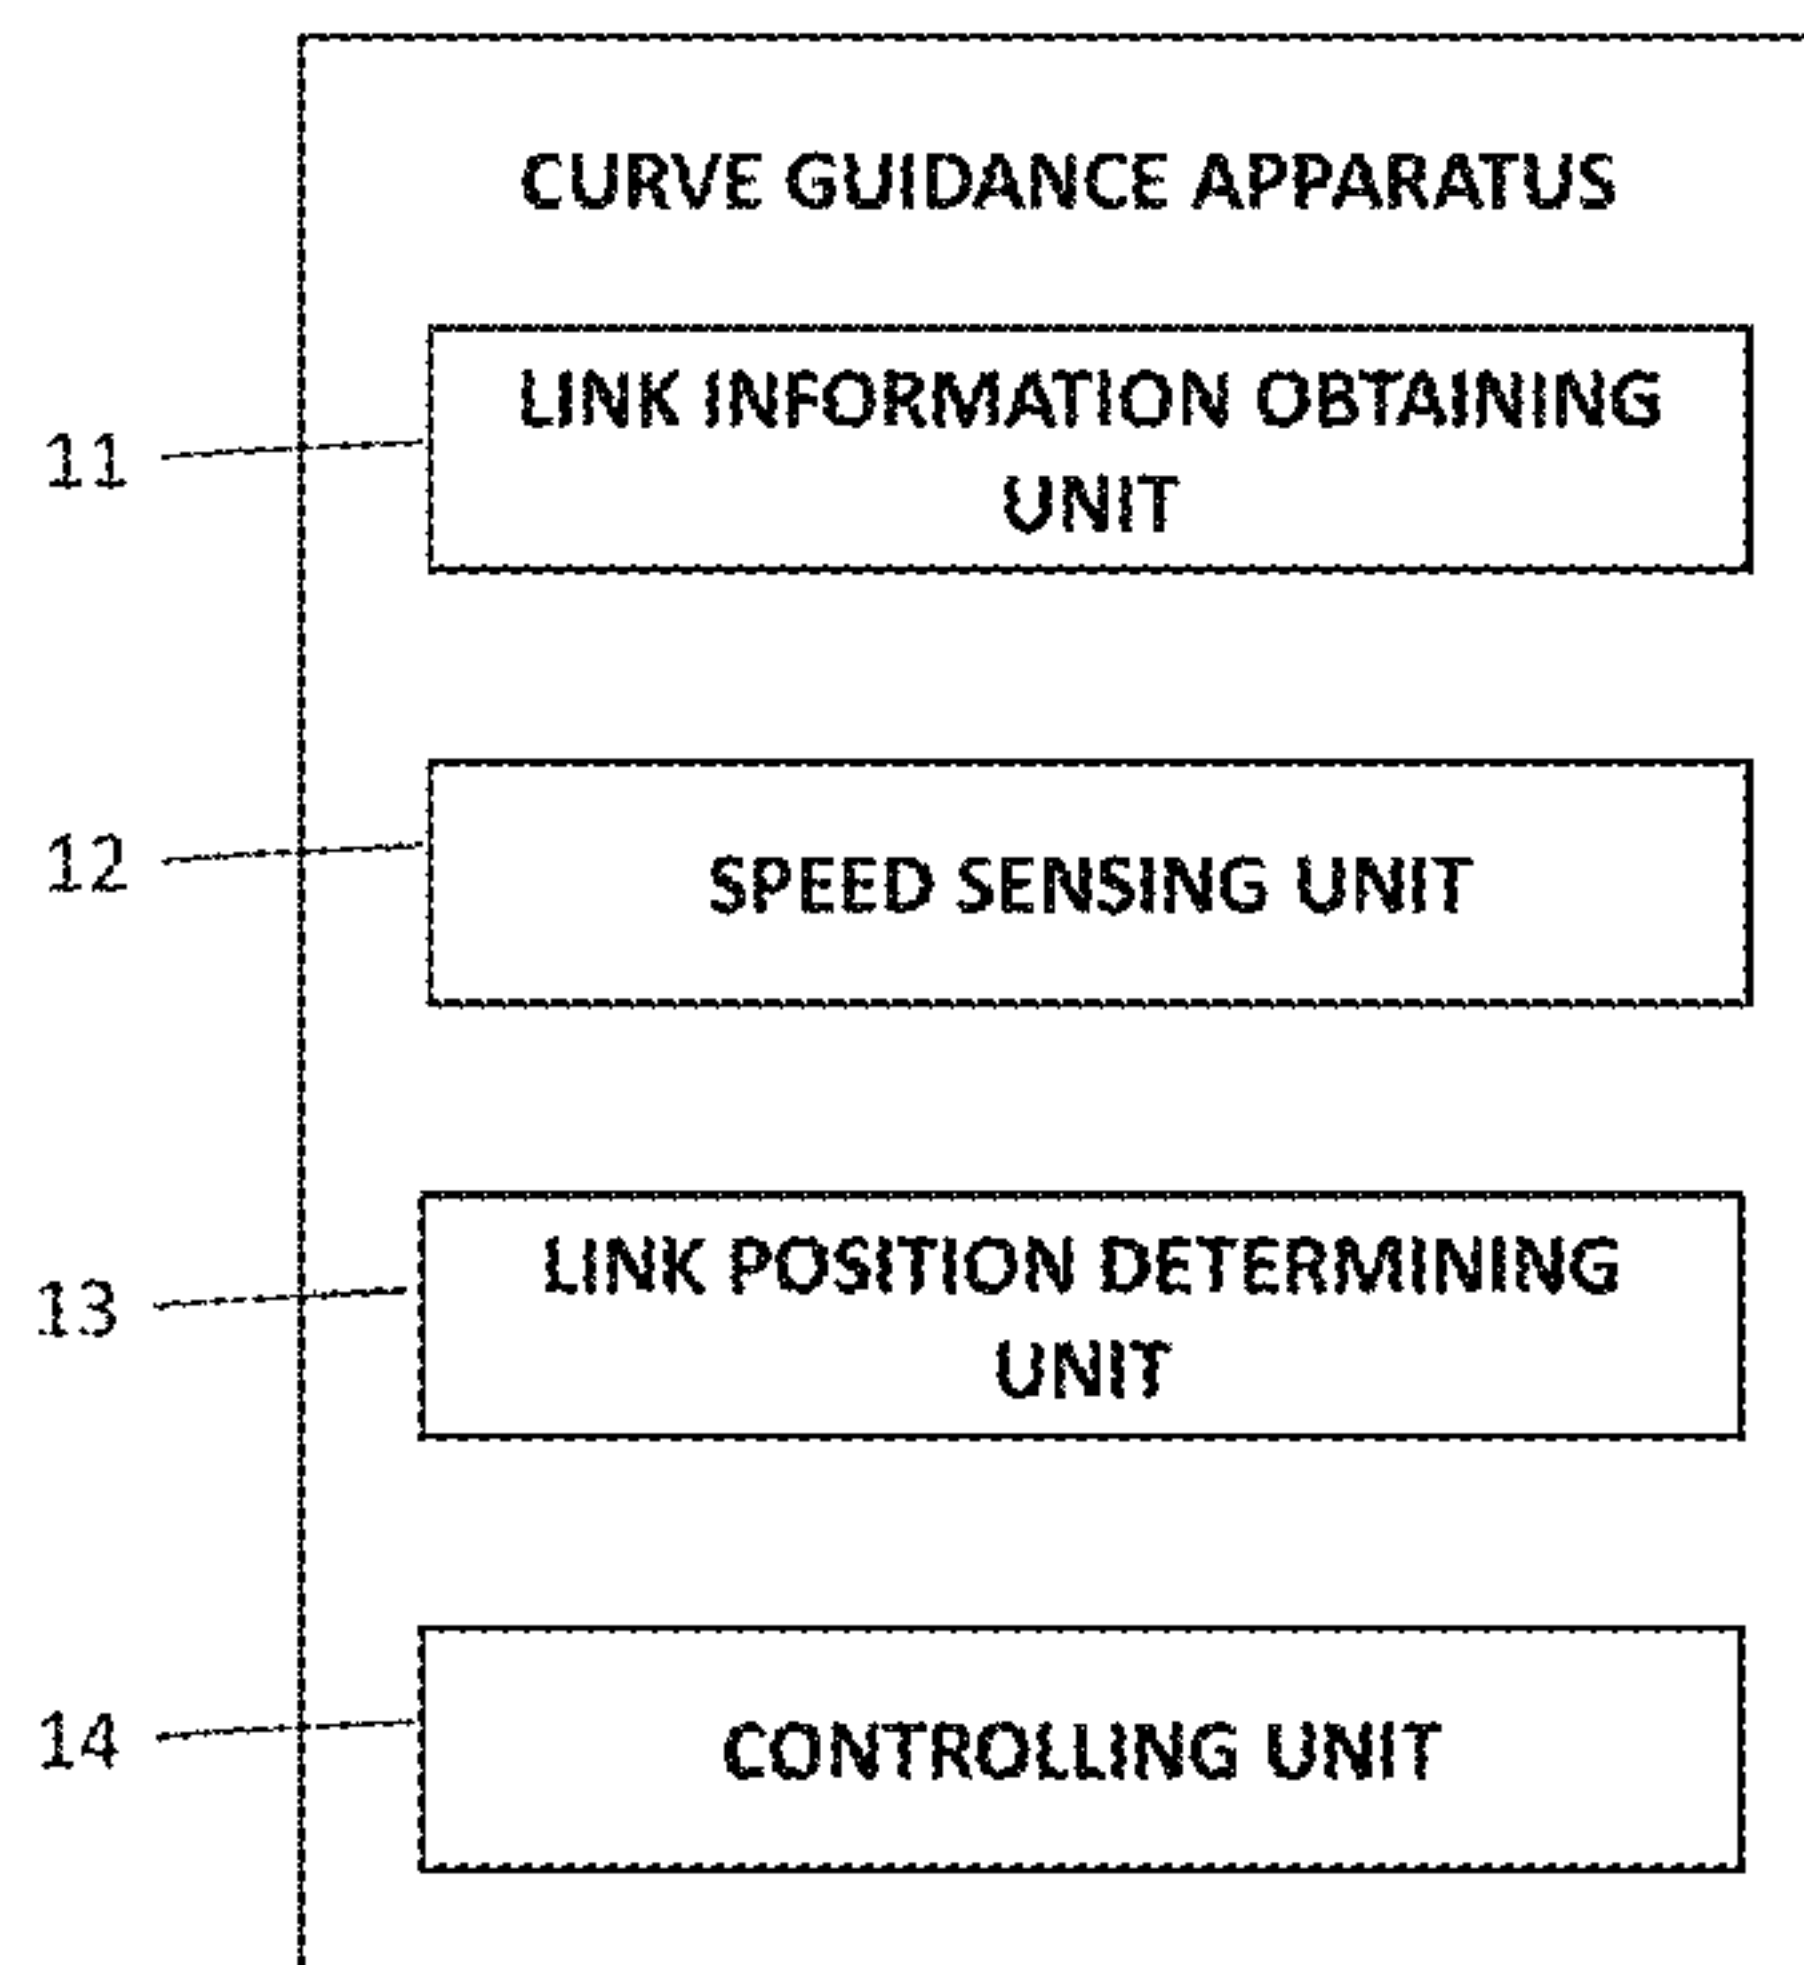 CURVE GUIDANCE APPARATUS
11
LINK INFORMATION OBTAINING
UNIT
12
SPEED SENSING UNIT
13
LINK POSITION DETERMINING
UNIT
14
CONTROLLING UNIT